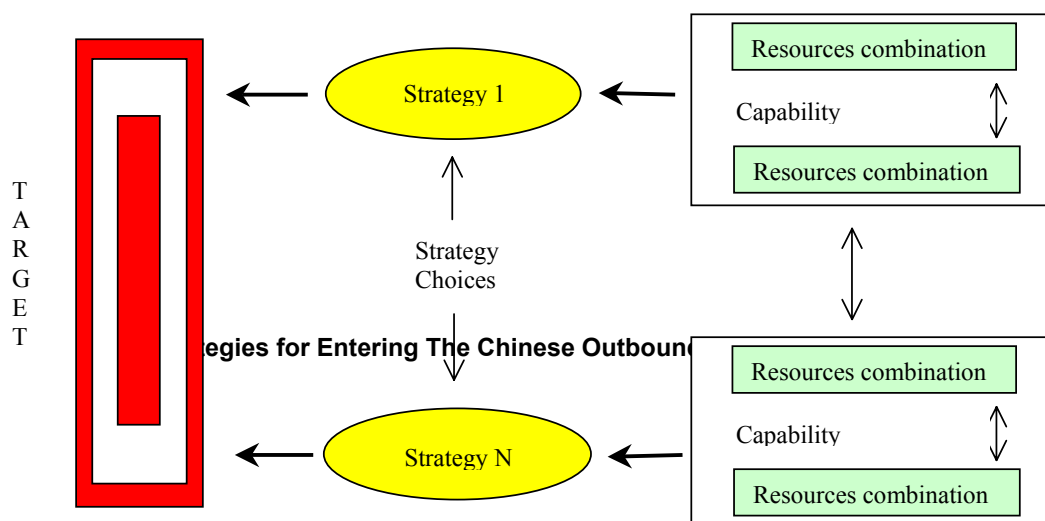 Resources combination
Strategy 1
Capability
Resources combination
T
A
R
G
E
T
Strategy
Choices
tegies for Entering The Chinese Outbound
Resources combination
Capability
Strategy N
Resources combination